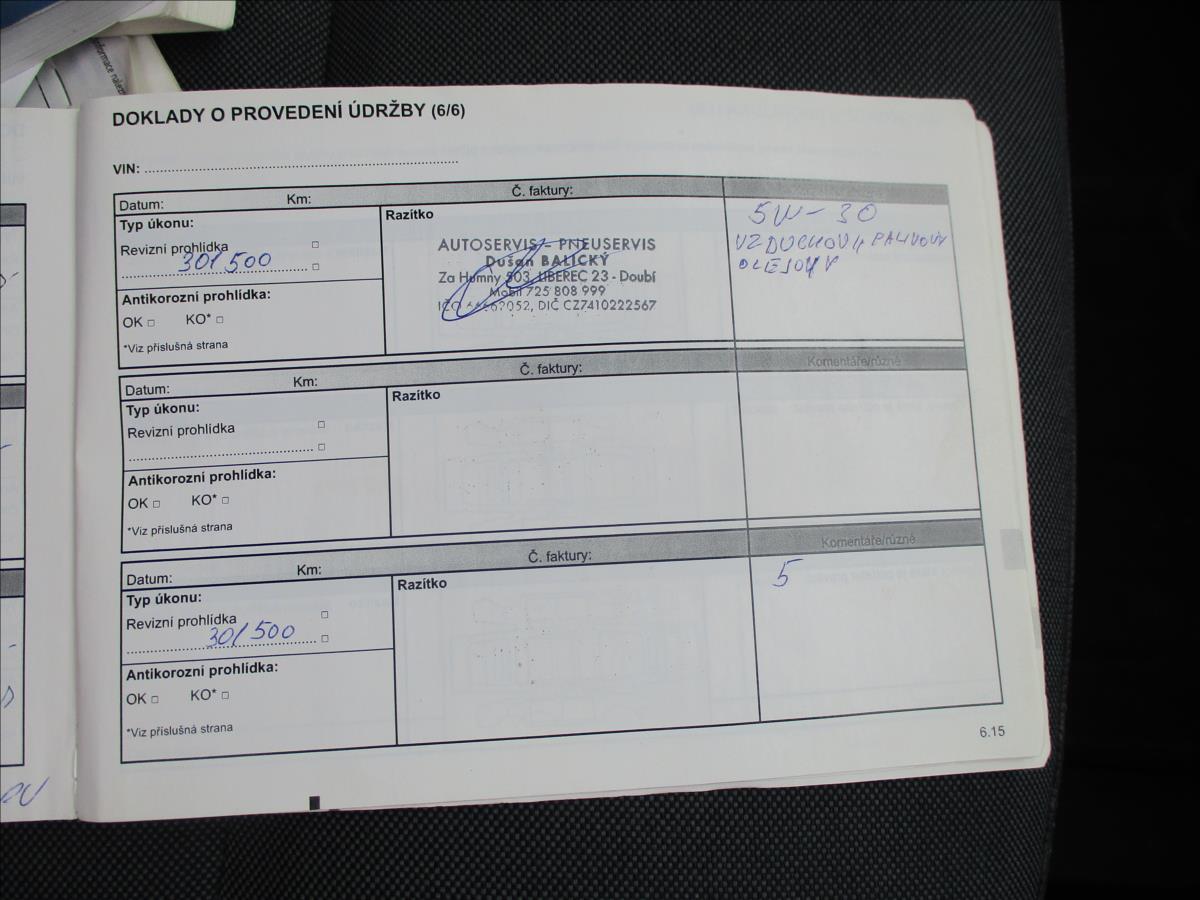 informace nalez
DOKLADY O PROVEDENÍ ÚDRŽBY (6/6)
VIN:
Datum: Km: Č. faktury:
Typ úkonu:
Razítko
Revizní prohlídka
301500
Antikorozní prohlídka:
OK KO*
*Viz příslušná strana
AUTOSERVIS - PNEUSERVIS
Dušan BALICKÝ
Za Humny 503, LIBEREC 23 - Doubí
Mobil 725 808 999
DIČ CZ7410222567
5W-30
VZDUCHOVÝ PALIVOVÝ
OLEJOVÝ
Datum: Km: Č. faktury: Komentáře/různé
Typ úkonu:
Razítko
Revizní prohlídka
Antikorozní prohlídka:
OK KO*
*Viz příslušná strana
Datum: Km: Č. faktury: Komentáře/různé
Typ úkonu:
Razítko
5
Revizní prohlídka
301500
Antikorozní prohlídka:
OK KO*
*Viz příslušná strana
6.15